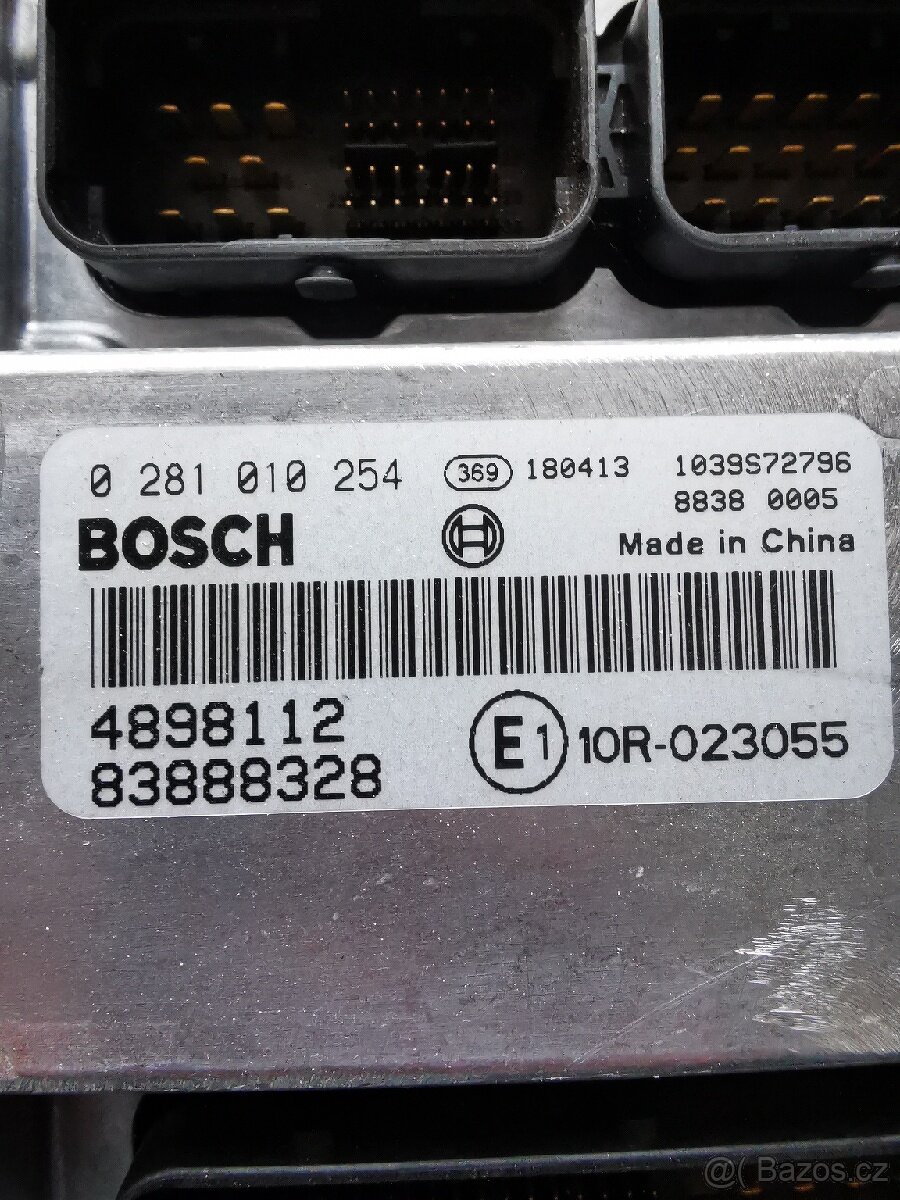 0 281 010 254 369 180413 1039S72796
8838 0005
BOSCH Made in China
4898112
83888328
E1 10R-023055
@( Bazos.cz